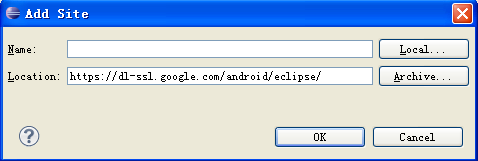 Add Site
Name: Local...
Location: https://dl-ssl.google.com/android/eclipse/ Archive...
? OK Cancel